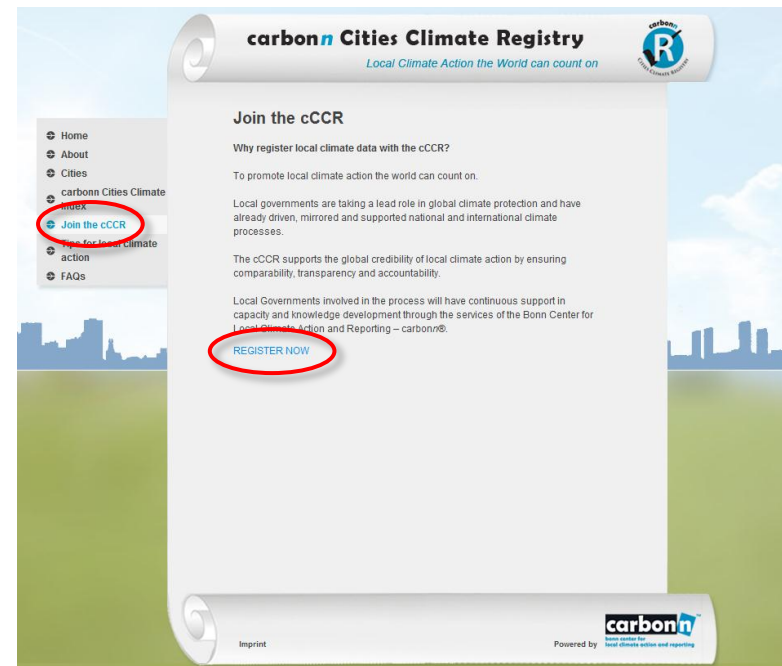 carbonn Cities Climate Registry
Local Climate Action the World can count on
carbonn
R
Cities Climate Registry
Home
About
Cities
carbonn Cities Climate
Index
Join the cCCR
Tips for local climate
action
FAQs
Join the cCCR
Why register local climate data with the cCCR?
To promote local climate action the world can count on.
Local governments are taking a lead role in global climate protection and have
already driven, mirrored and supported national and international climate
processes.
The cCCR supports the global credibility of local climate action by ensuring
comparability, transparency and accountability.
Local Governments involved in the process will have continuous support in
capacity and knowledge development through the services of the Bonn Center for
Local Climate Action and Reporting – carbonn®.
REGISTER NOW
Imprint
Powered by
carbonn™
bonn center for
local climate action and reporting